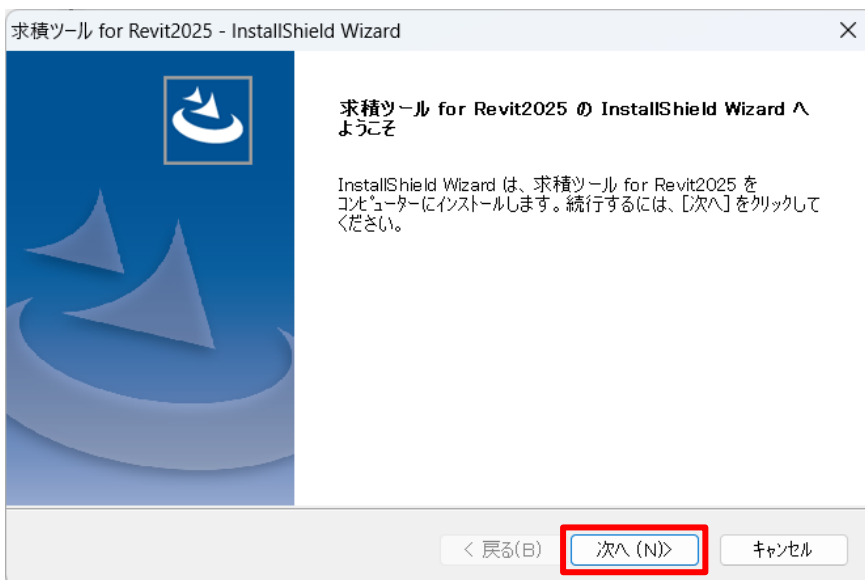 求積ツール for Revit2025 - InstallShield Wizard
求積ツール for Revit2025 の InstallShield Wizard へ
ようこそ
InstallShield Wizard は、求積ツール for Revit2025 を
コンピューターにインストールします。続行するには、[次へ] をクリックして
ください。
< 戻る(B) 次へ (N)> キャンセル